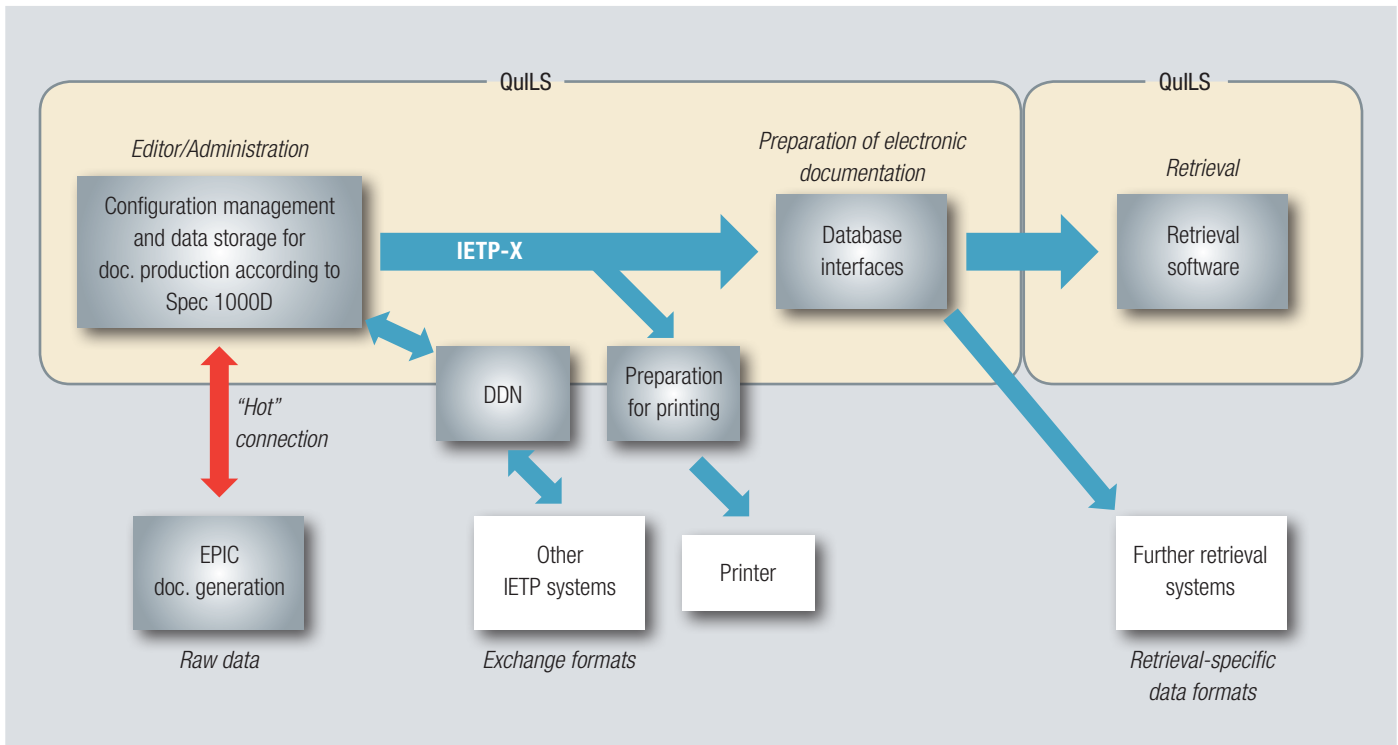 QuILS
QuILS
Editor/Administration
Configuration management
and data storage for
doc. production according to
Spec 1000D
IETP-X
Preparation of electronic
documentation
Database
interfaces
Retrieval
Retrieval
software
DDN
Preparation
for printing
“Hot”
connection
EPIC
doc. generation
Raw data
Other
IETP systems
Exchange formats
Printer
Further retrieval
systems
Retrieval-specific
data formats